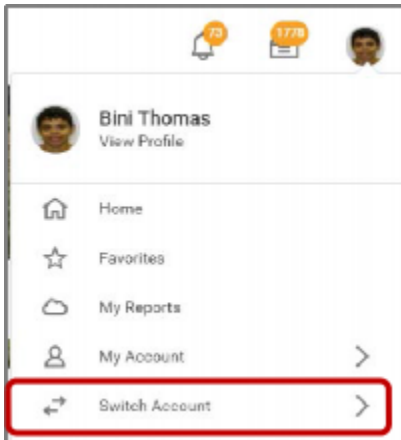 73 1778
Bini Thomas
View Profile
Home
Favorites
My Reports
My Account
Switch Account